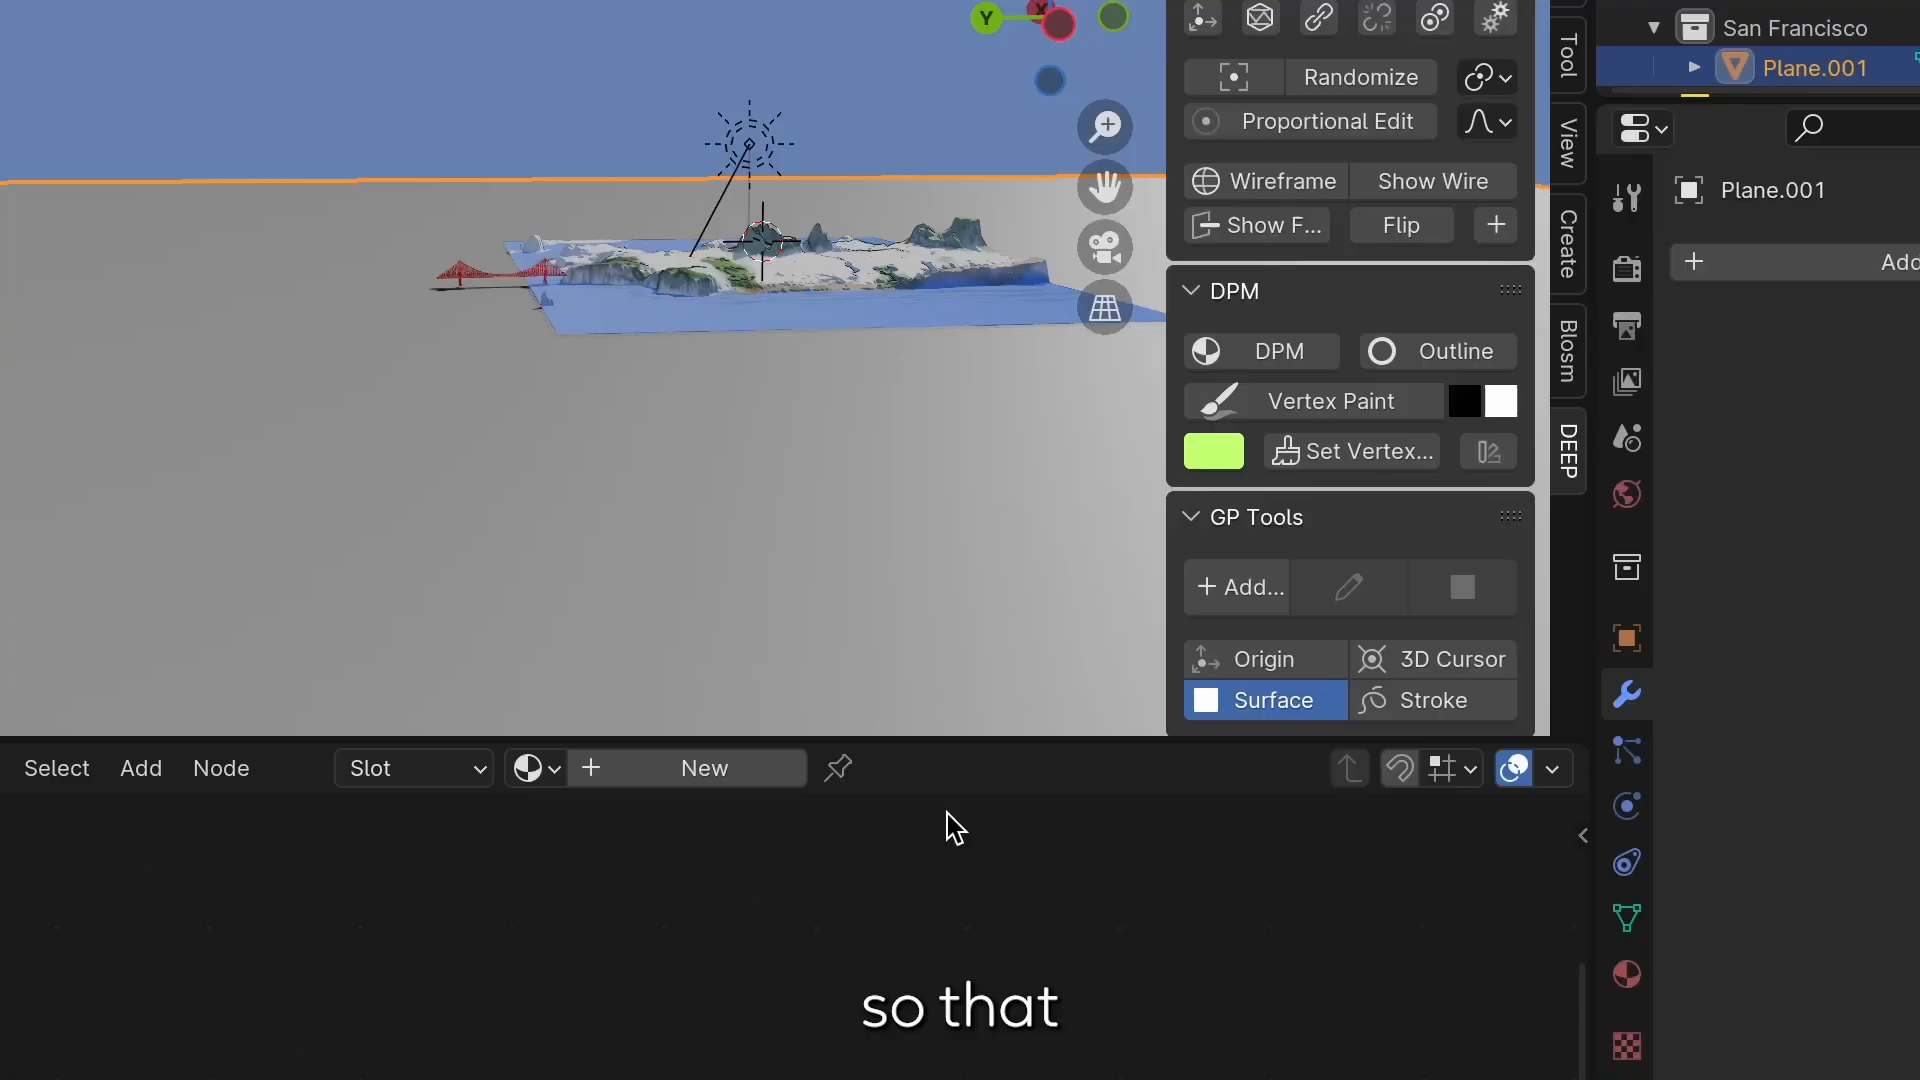 Y
X
Randomize
Proportional Edit
Wireframe
Show Wire
Show F...
Flip
DPM
DPM
Outline
Vertex Paint
Set Vertex...
GP Tools
Add...
Origin
3D Cursor
Surface
Stroke
Tool
View
Create
Blosm
DEEP
San Francisco
Plane.001
Plane.001
Add
Select
Add
Node
Slot
New
so that